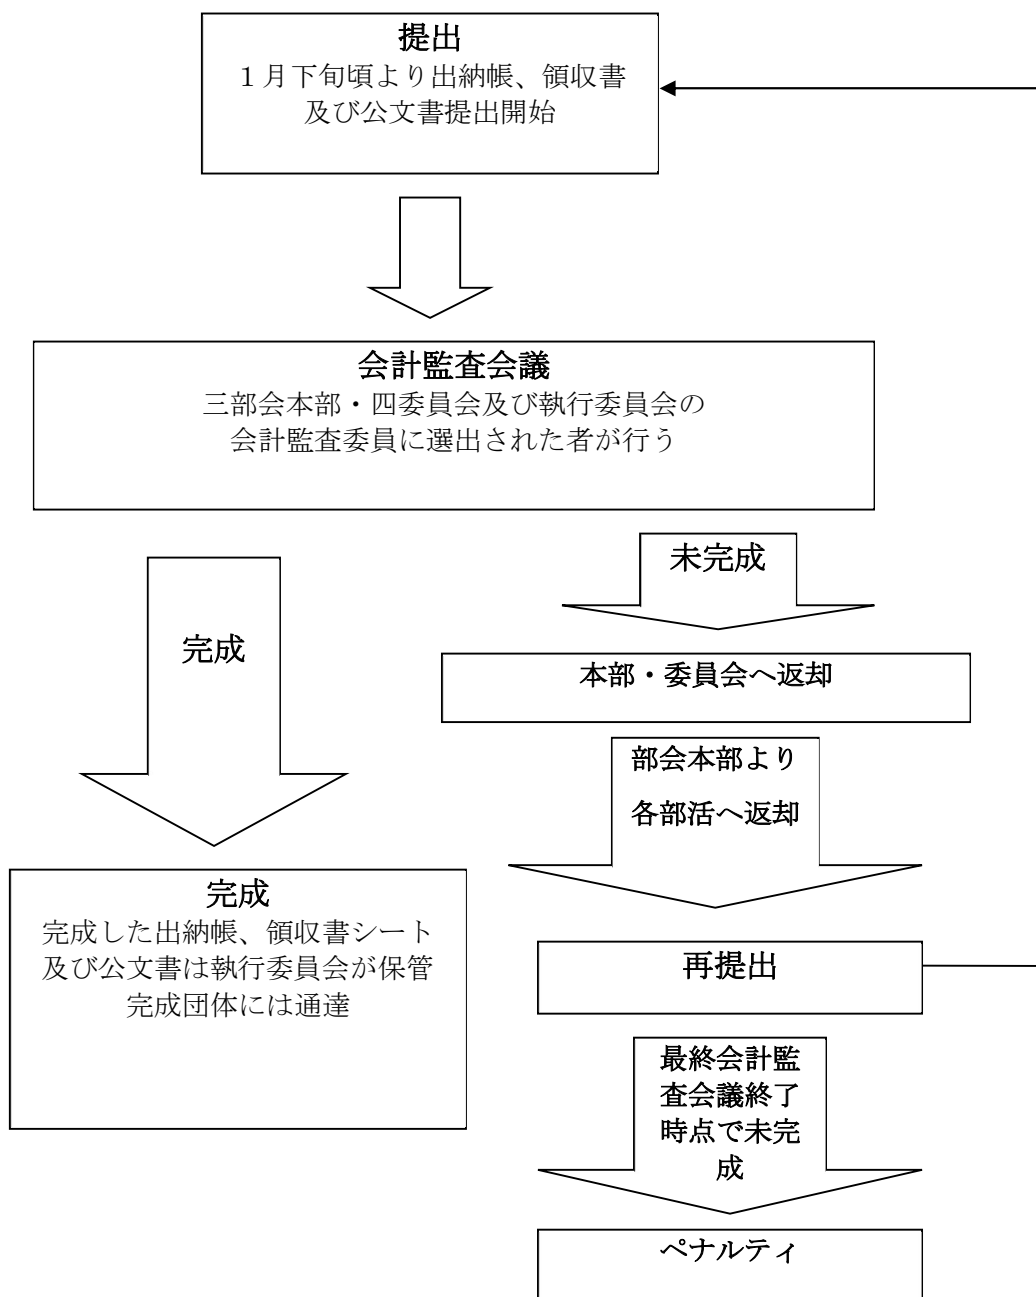 提出
１月下旬頃より出納帳、領収書
及び公文書提出開始
会計監査会議
三部会本部・四委員会及び執行委員会の
会計監査委員に選出された者が行う
未完成
完成
本部・委員会へ返却
部会本部より
各部活へ返却
完成
完成した出納帳、領収書シート
及び公文書は執行委員会が保管
完成団体には通達
再提出
最終会計監
査会議終了
時点で未完
成
ペナルティ